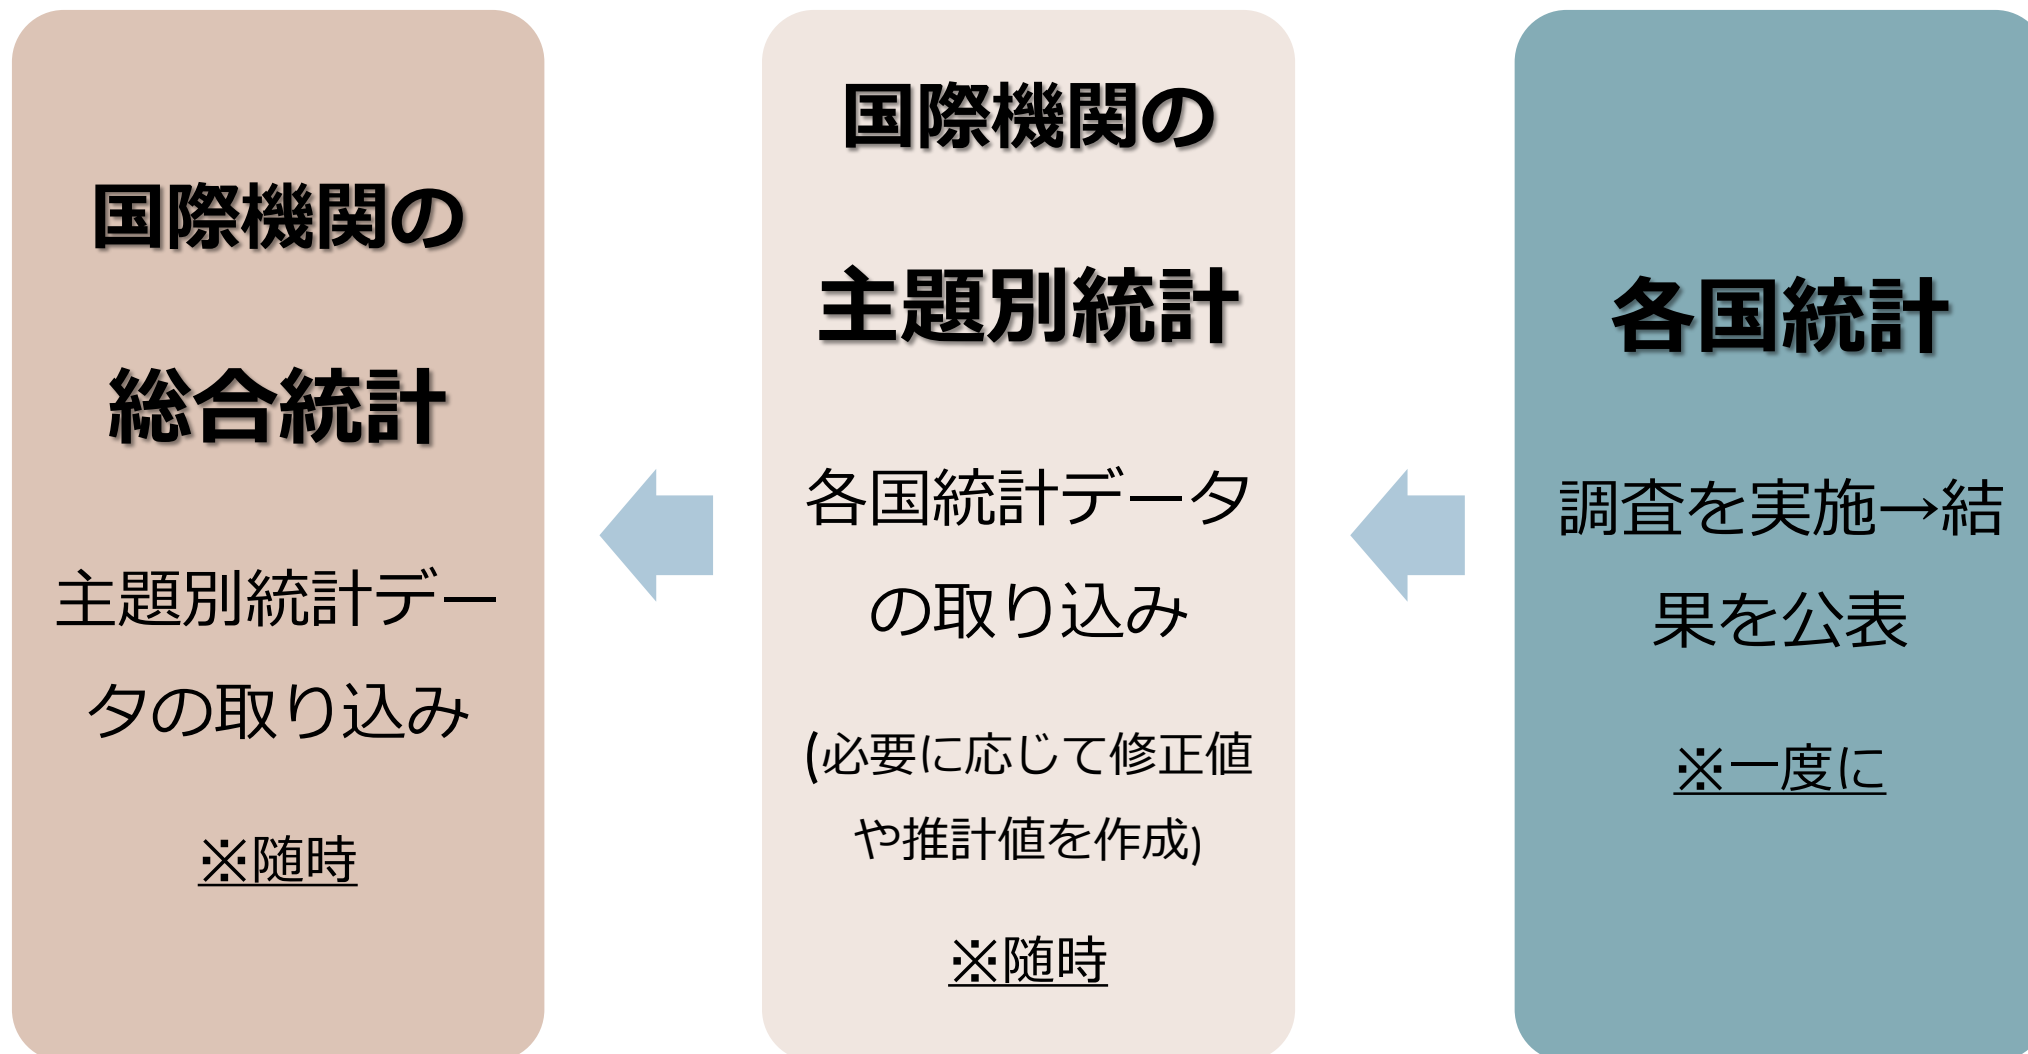 国際機関の
総合統計
主題別統計デー
タの取り込み
※随時
国際機関の
主題別統計
各国統計データ
の取り込み
(必要に応じて修正値
や推計値を作成)
※随時
各国統計
調査を実施→結
果を公表
※一度に